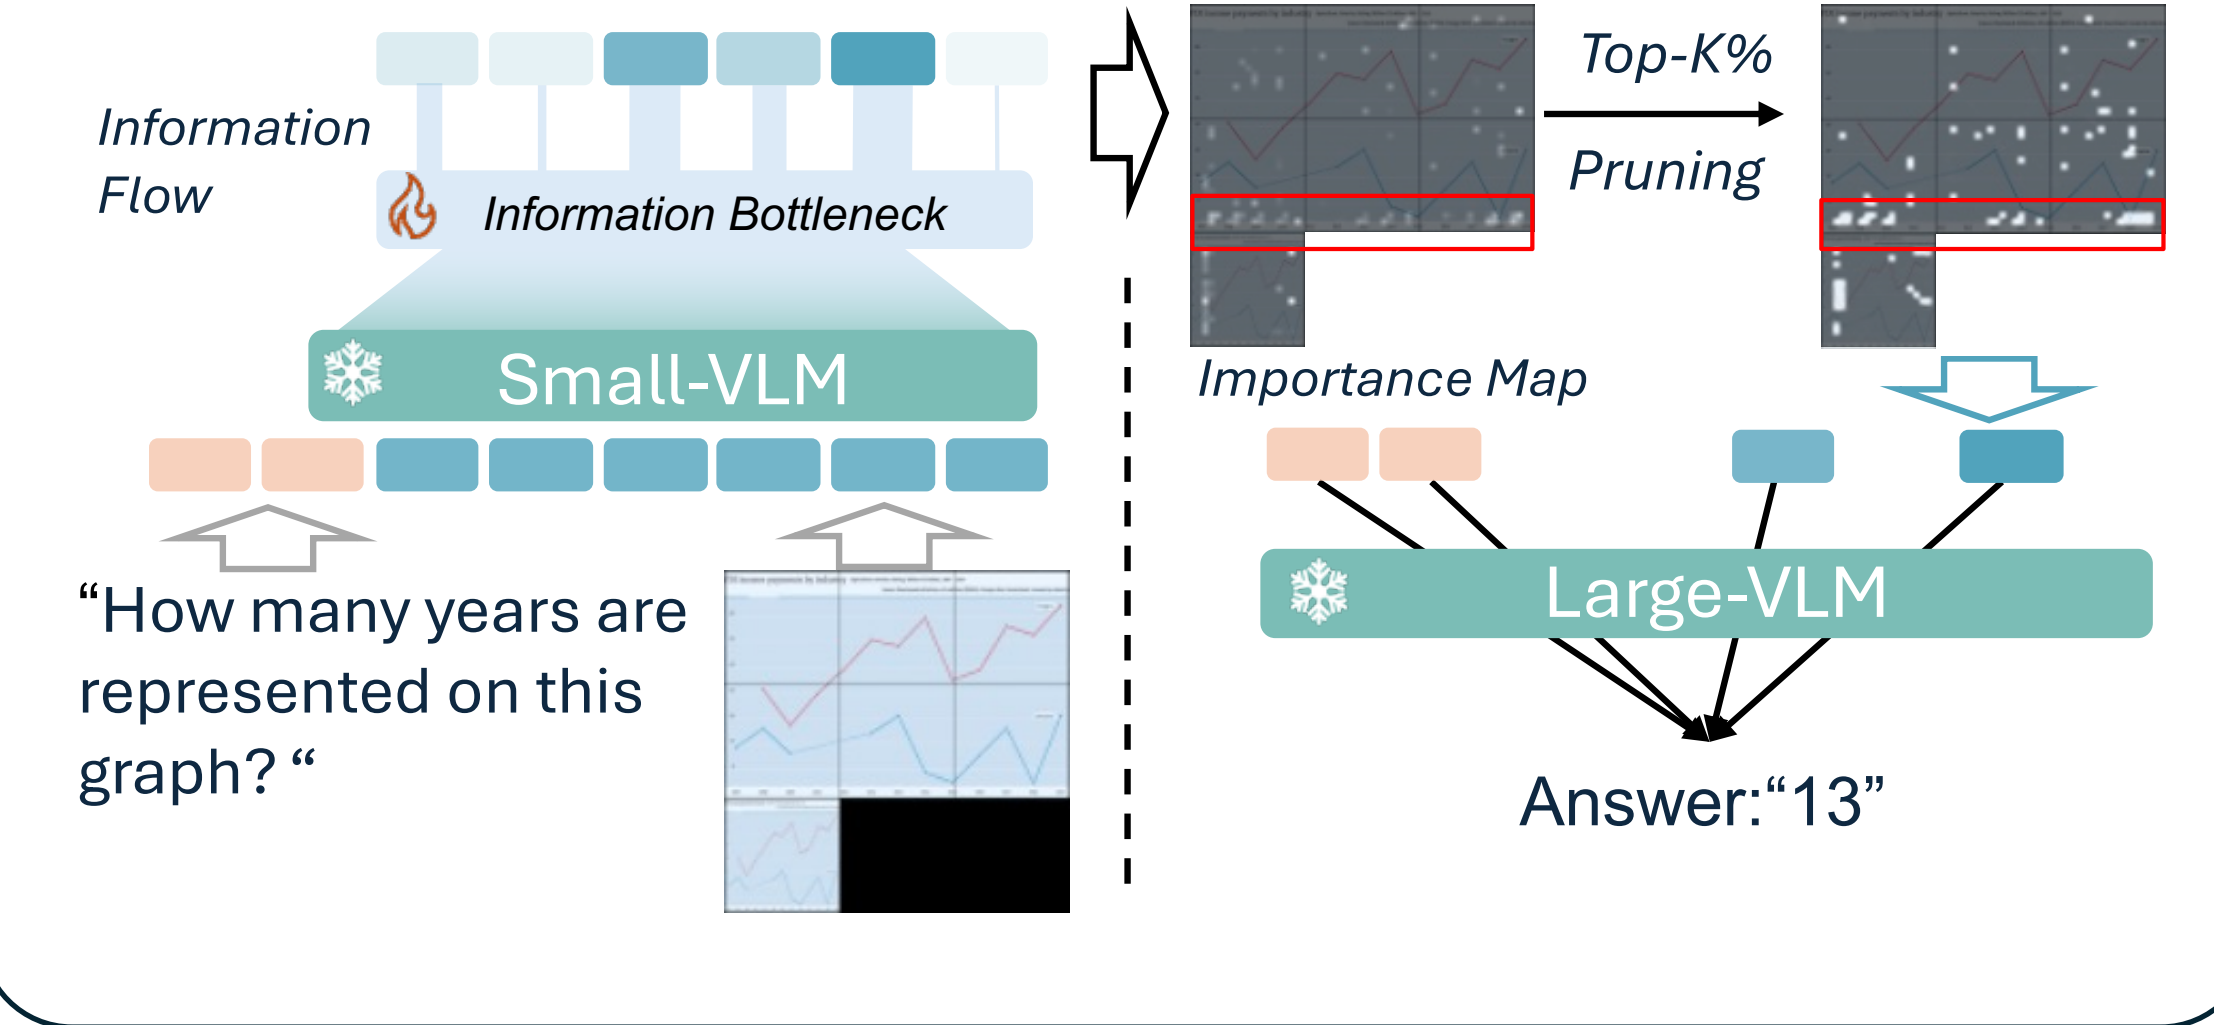 Information
Flow
Information Bottleneck
Small-VLM
“How many years are
represented on this
graph? “
Top-K%
Pruning
Importance Map
Large-VLM
Answer:“13”